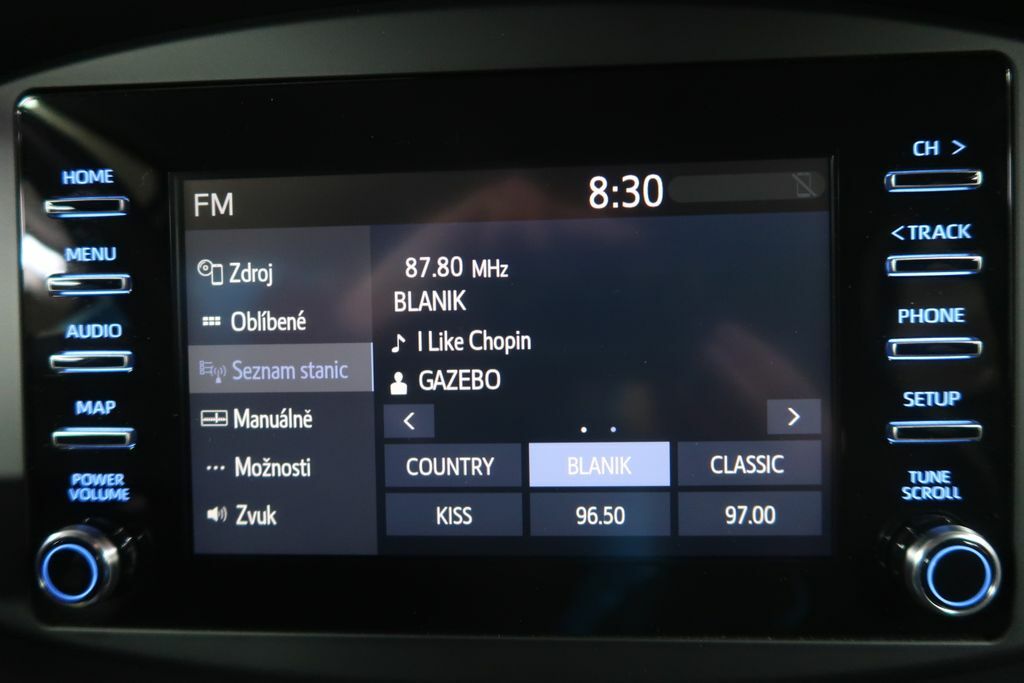 HOME
MENU
AUDIO
MAP
POWER
VOLUME
FM
8:30
Zdroj
Oblíbené
Seznam stanic
Manuálně
Možnosti
Zvuk
87.80 MHz
BLANIK
I Like Chopin
GAZEBO
< >
COUNTRY BLANIK CLASSIC
KISS 96.50 97.00
CH >
<TRACK
PHONE
SETUP
TUNE
SCROLL